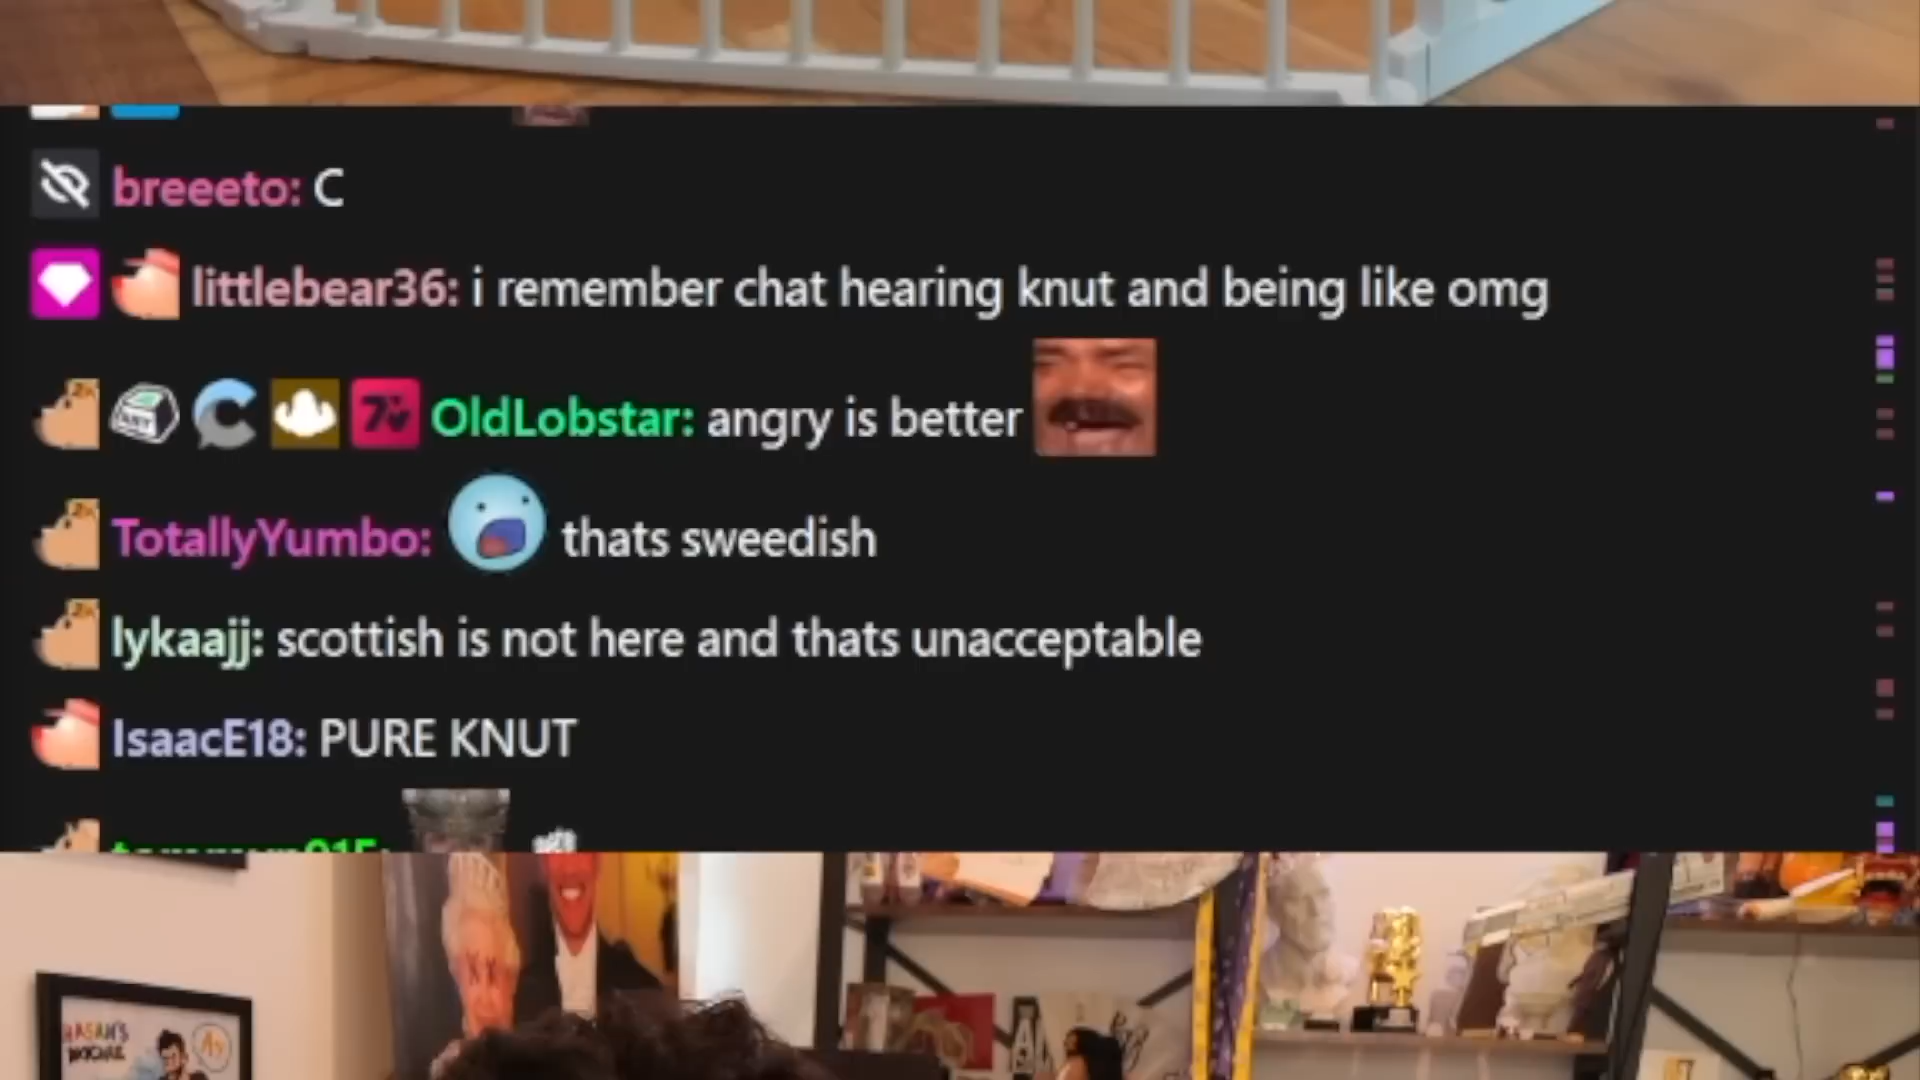 breeeto: C
littlebear36: i remember chat hearing knut and being like omg
OldLobstar: angry is better
TotallyYumbo: thats sweedish
lykaajj: scottish is not here and thats unacceptable
IsaacE18: PURE KNUT
HASAN'S